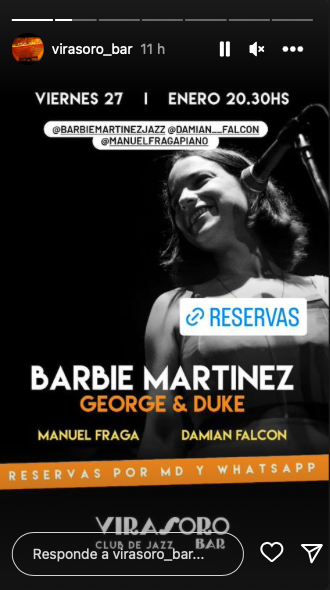 virasoro_bar 11 h
VIERNES 27 | ENERO 20.30HS
@BARBIEMARTINEZJAZZ @DAMIAN__FALCON
@MANUELFRAGAPIANO
RESERVAS
BARBIE MARTINEZ
GEORGE & DUKE
MANUEL FRAGA DAMIAN FALCON
RESERVAS POR MD Y WHATSAPP
VIRASORO
CLUB DE JAZZ BAR
Responde a virasoro_bar...